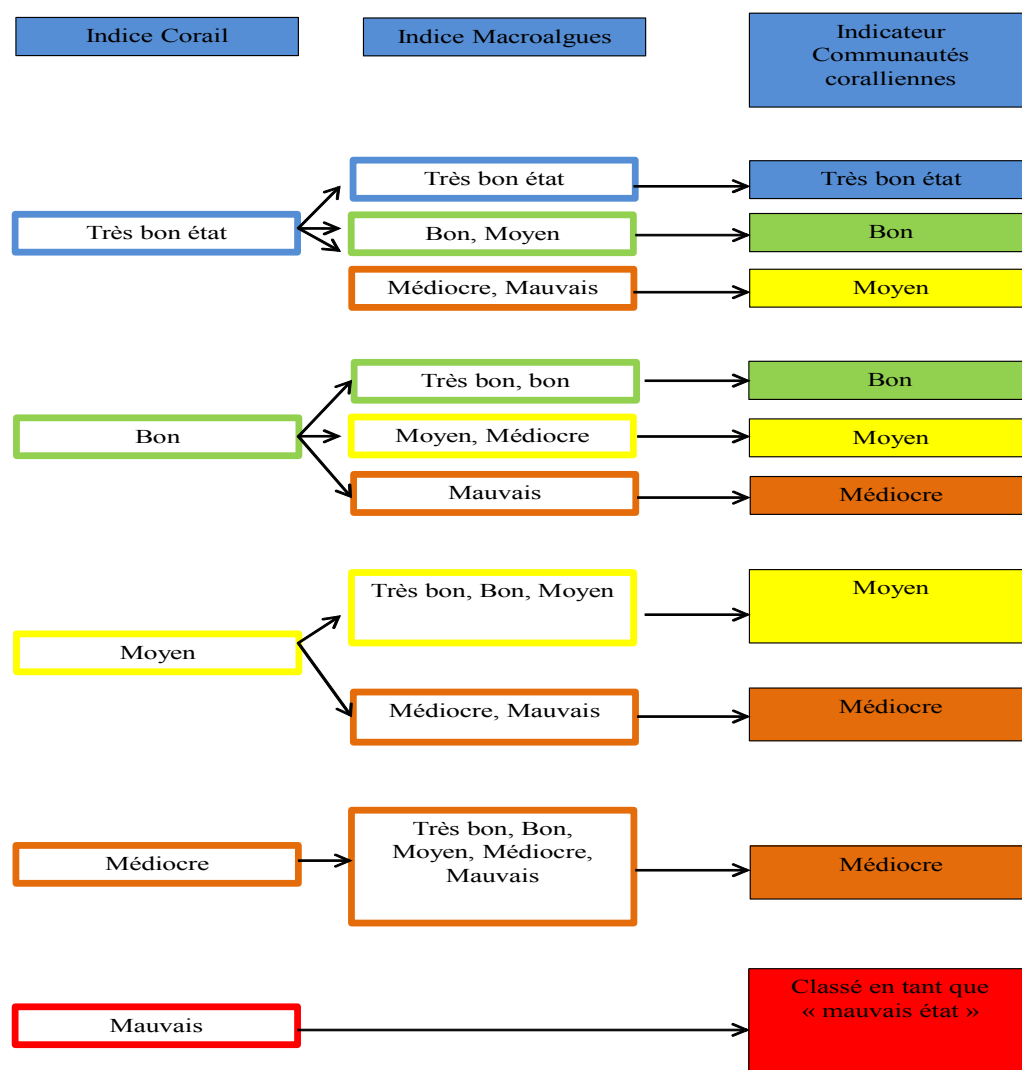 Indice Corail
Indice Macroalgues
Indicateur
Communautés
coralliennes
Très bon état
Très bon état
Très bon état
Bon, Moyen
Bon
Médiocre, Mauvais
Moyen
Bon
Très bon, bon
Bon
Moyen, Médiocre
Moyen
Mauvais
Médiocre
Moyen
Très bon, Bon, Moyen
Moyen
Médiocre, Mauvais
Médiocre
Médiocre
Très bon, Bon,
Moyen, Médiocre,
Mauvais
Médiocre
Mauvais
Classé en tant que
« mauvais état »